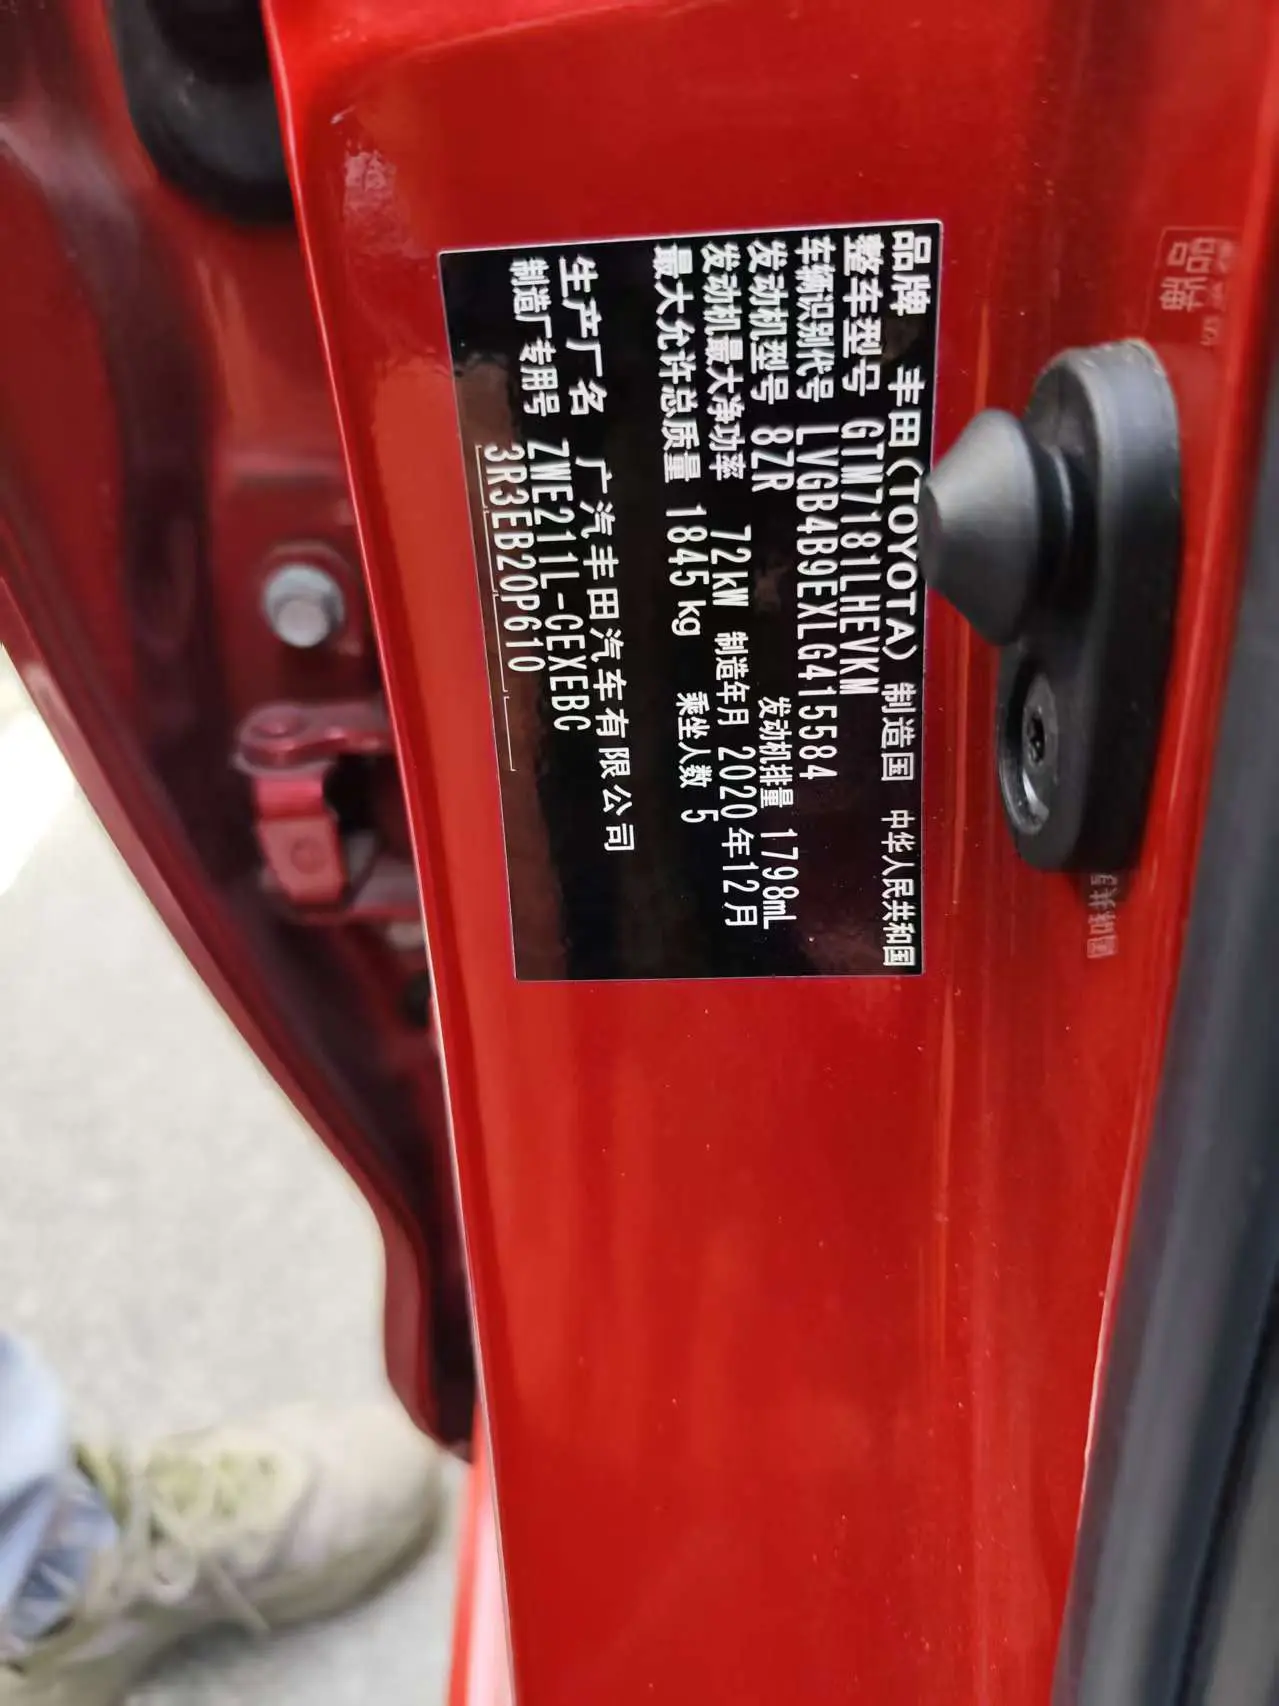 品牌 丰田(TOYOTA) 制造国 中华人民共和国
整车型号 GTM7181LHEVKM
车辆识别代号 LVGB4B9EXLG415584
发动机型号 8ZR 发动机排量 1798mL
发动机最大净功率 72kW 制造年月 2020年12月
最大允许总质量 1845kg 乘坐人数 5
生产厂名 广汽丰田汽车有限公司
制造厂专用号 ZWE211L-CEXEBC
3R3EB20P610